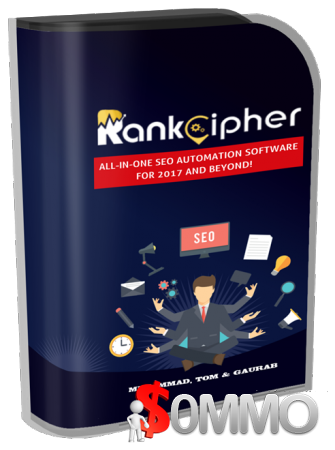 RankCipher
ALL-IN-ONE SEO AUTOMATION SOFTWARE
FOR 2017 AND BEYOND!
SEO
TOM & GAURAB
$OMMO